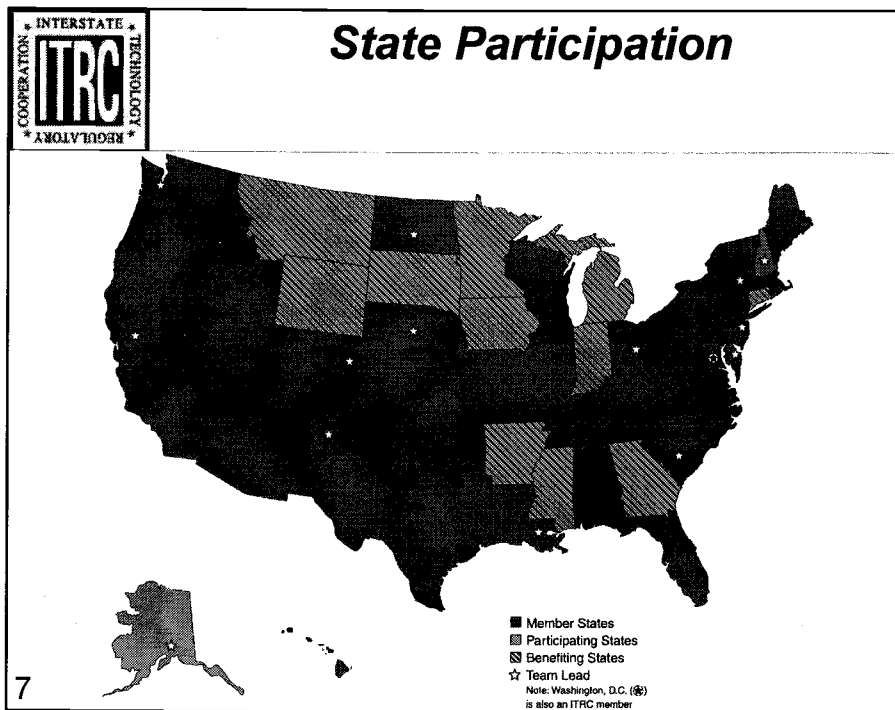 State Participation
* INTERSTATE *
TECHNOLOGY
* REGULATORY *
COOPERATION
ITRC
Member States
Participating States
Benefiting States
☆ Team Lead
Note: Washington, D.C. (⍟)
is also an ITRC member
7